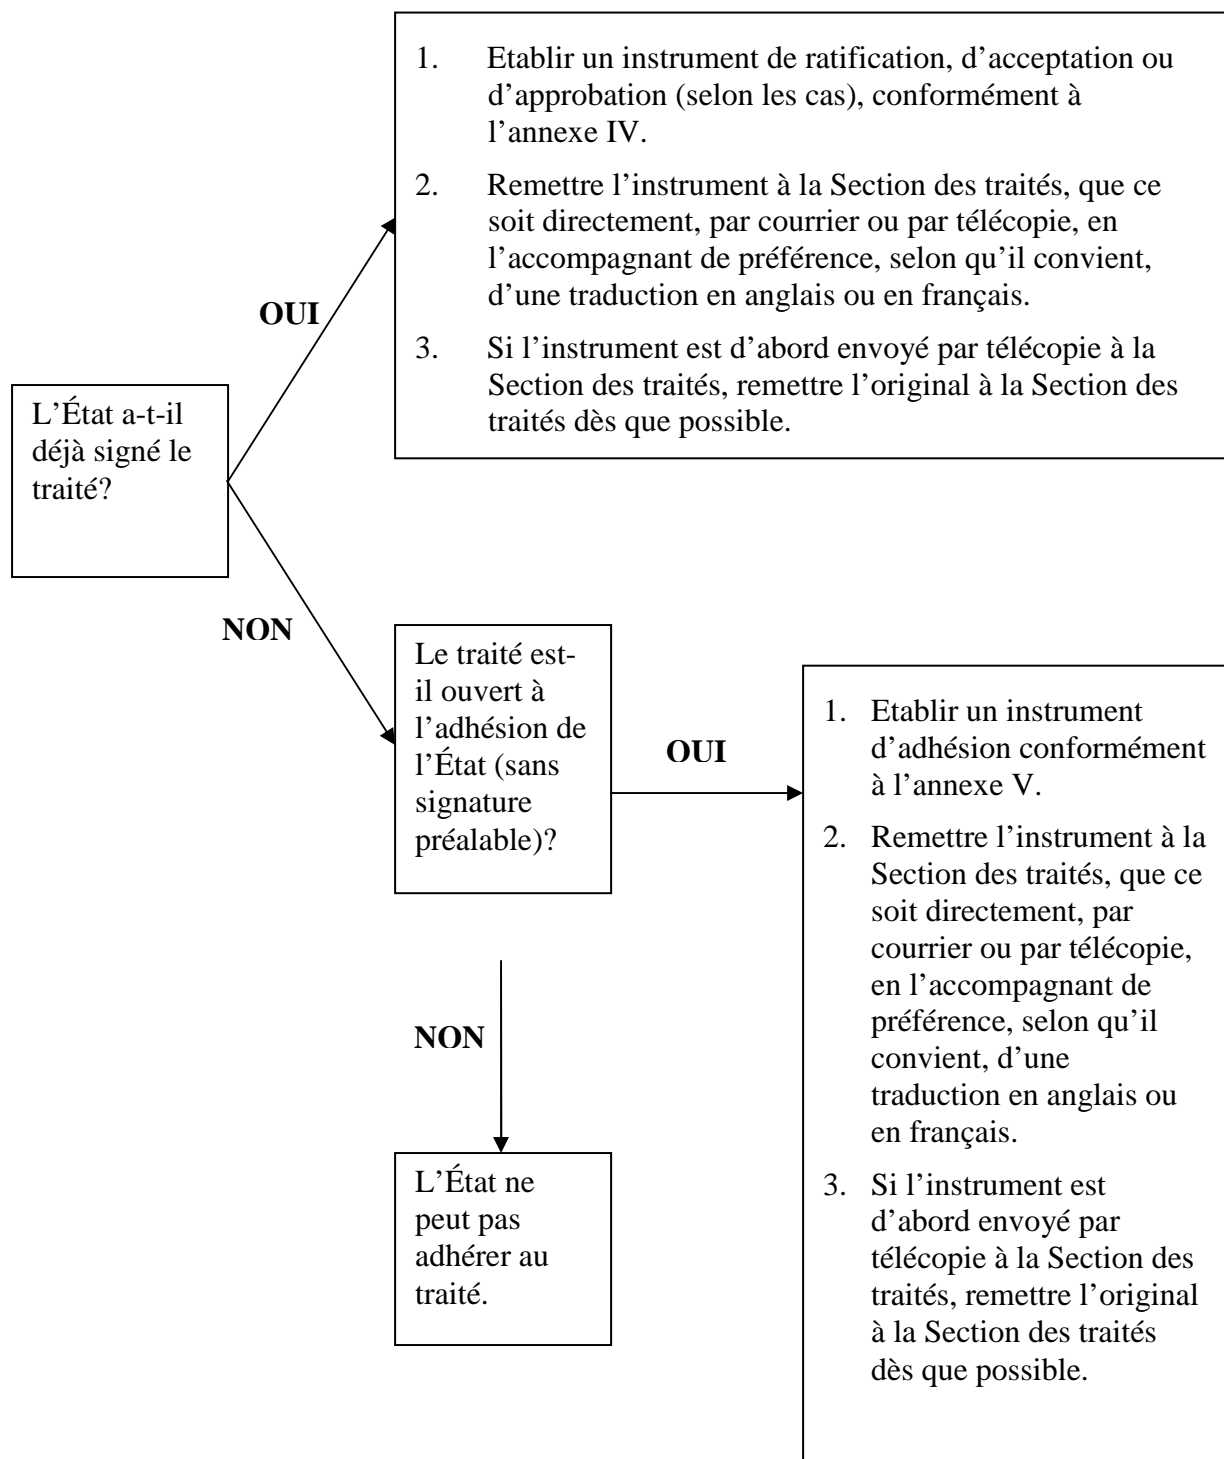 L’État a-t-il
déjà signé le
traité?
OUI
1. Etablir un instrument de ratification, d’acceptation ou
d’approbation (selon les cas), conformément à
l’annexe IV.
2. Remettre l’instrument à la Section des traités, que ce
soit directement, par courrier ou par télécopie, en
l’accompagnant de préférence, selon qu’il convient,
d’une traduction en anglais ou en français.
3. Si l’instrument est d’abord envoyé par télécopie à la
Section des traités, remettre l’original à la Section des
traités dès que possible.
NON
Le traité est-
il ouvert à
l’adhésion de
l’État (sans
signature
préalable)?
OUI
1. Etablir un instrument
d’adhésion conformément
à l’annexe V.
2. Remettre l’instrument à la
Section des traités, que ce
soit directement, par
courrier ou par télécopie,
en l’accompagnant de
préférence, selon qu’il
convient, d’une
traduction en anglais ou
en français.
3. Si l’instrument est
d’abord envoyé par
télécopie à la Section des
traités, remettre l’original
à la Section des traités
dès que possible.
NON
L’État ne
peut pas
adhérer au
traité.